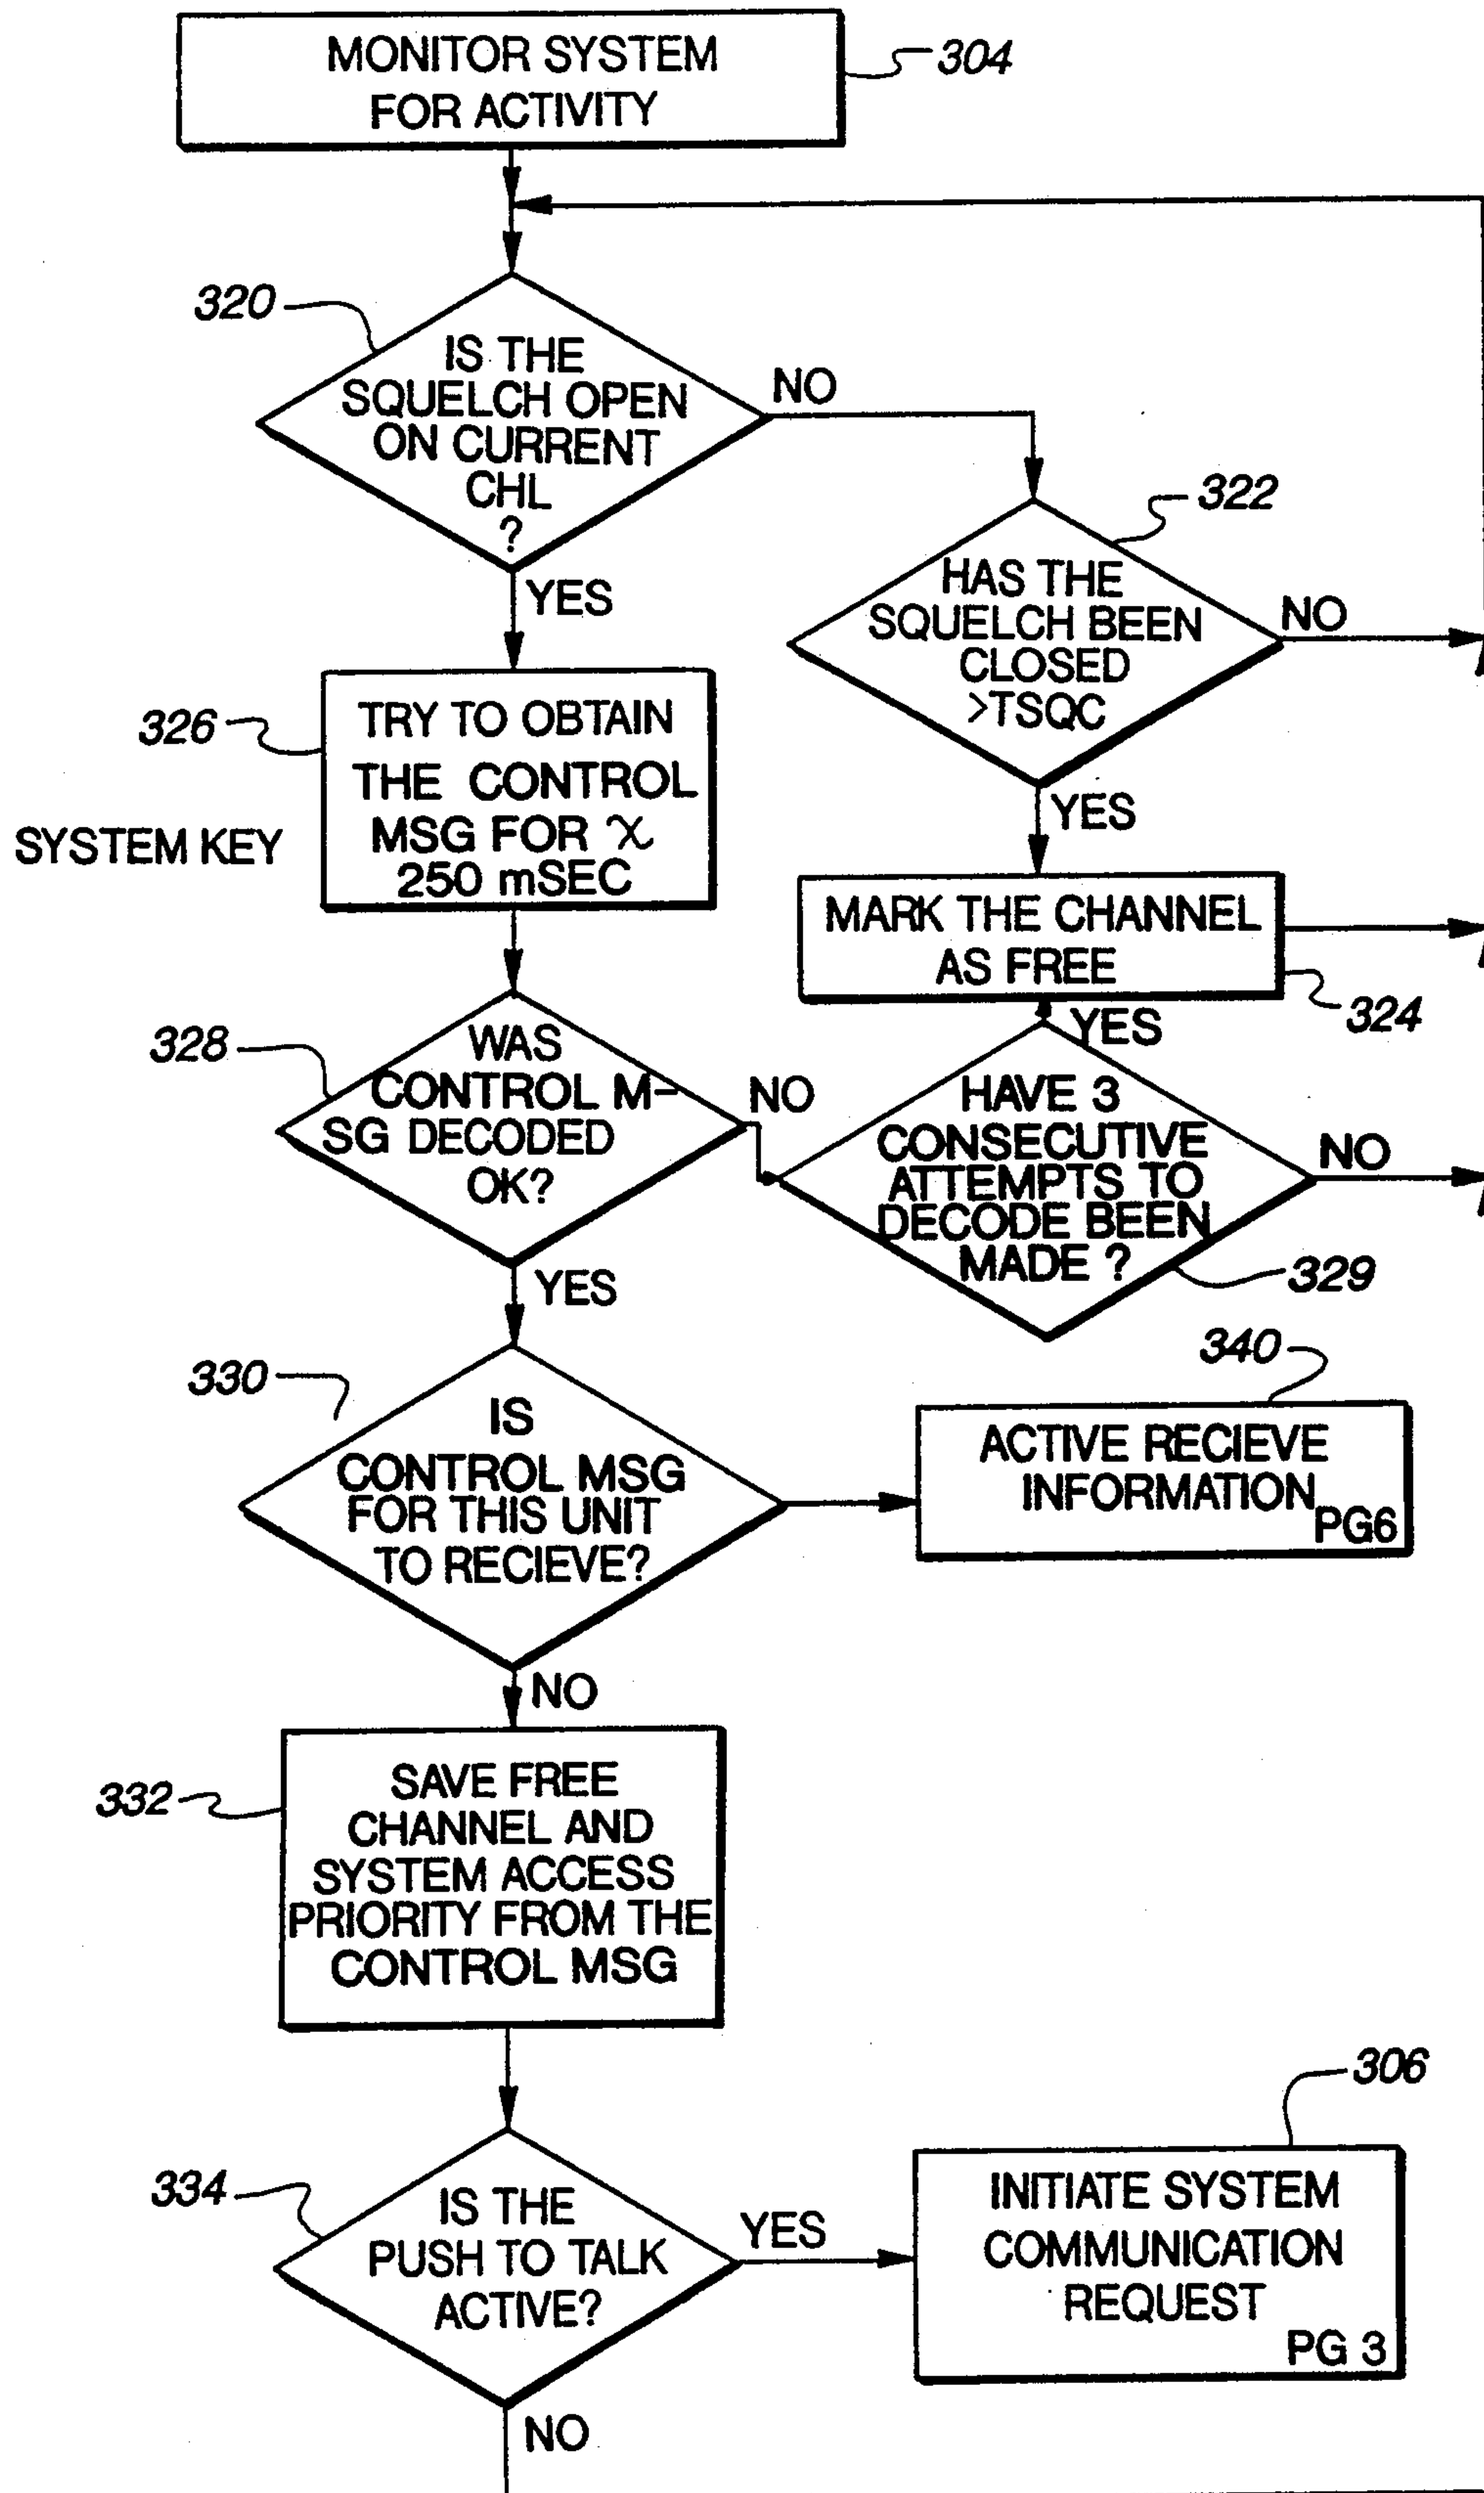 MONITOR SYSTEM
FOR ACTIVITY
304
320
IS THE
SQUELCH OPEN
ON CURRENT
CHL
?
NO
YES
322
HAS THE
SQUELCH BEEN
CLOSED
>TSQC
NO
YES
326
TRY TO OBTAIN
THE CONTROL
MSG FOR χ
250 mSEC
SYSTEM KEY
MARK THE CHANNEL
AS FREE
324
YES
328
WAS
CONTROL M-
SG DECODED
OK?
NO
YES
HAVE 3
CONSECUTIVE
ATTEMPTS TO
DECODE BEEN
MADE ?
NO
329
330
IS
CONTROL MSG
FOR THIS UNIT
TO RECIEVE?
NO
340
ACTIVE RECIEVE
INFORMATION
PG6
332
SAVE FREE
CHANNEL AND
SYSTEM ACCESS
PRIORITY FROM THE
CONTROL MSG
334
IS THE
PUSH TO TALK
ACTIVE?
YES
NO
306
INITIATE SYSTEM
COMMUNICATION
REQUEST
PG 3